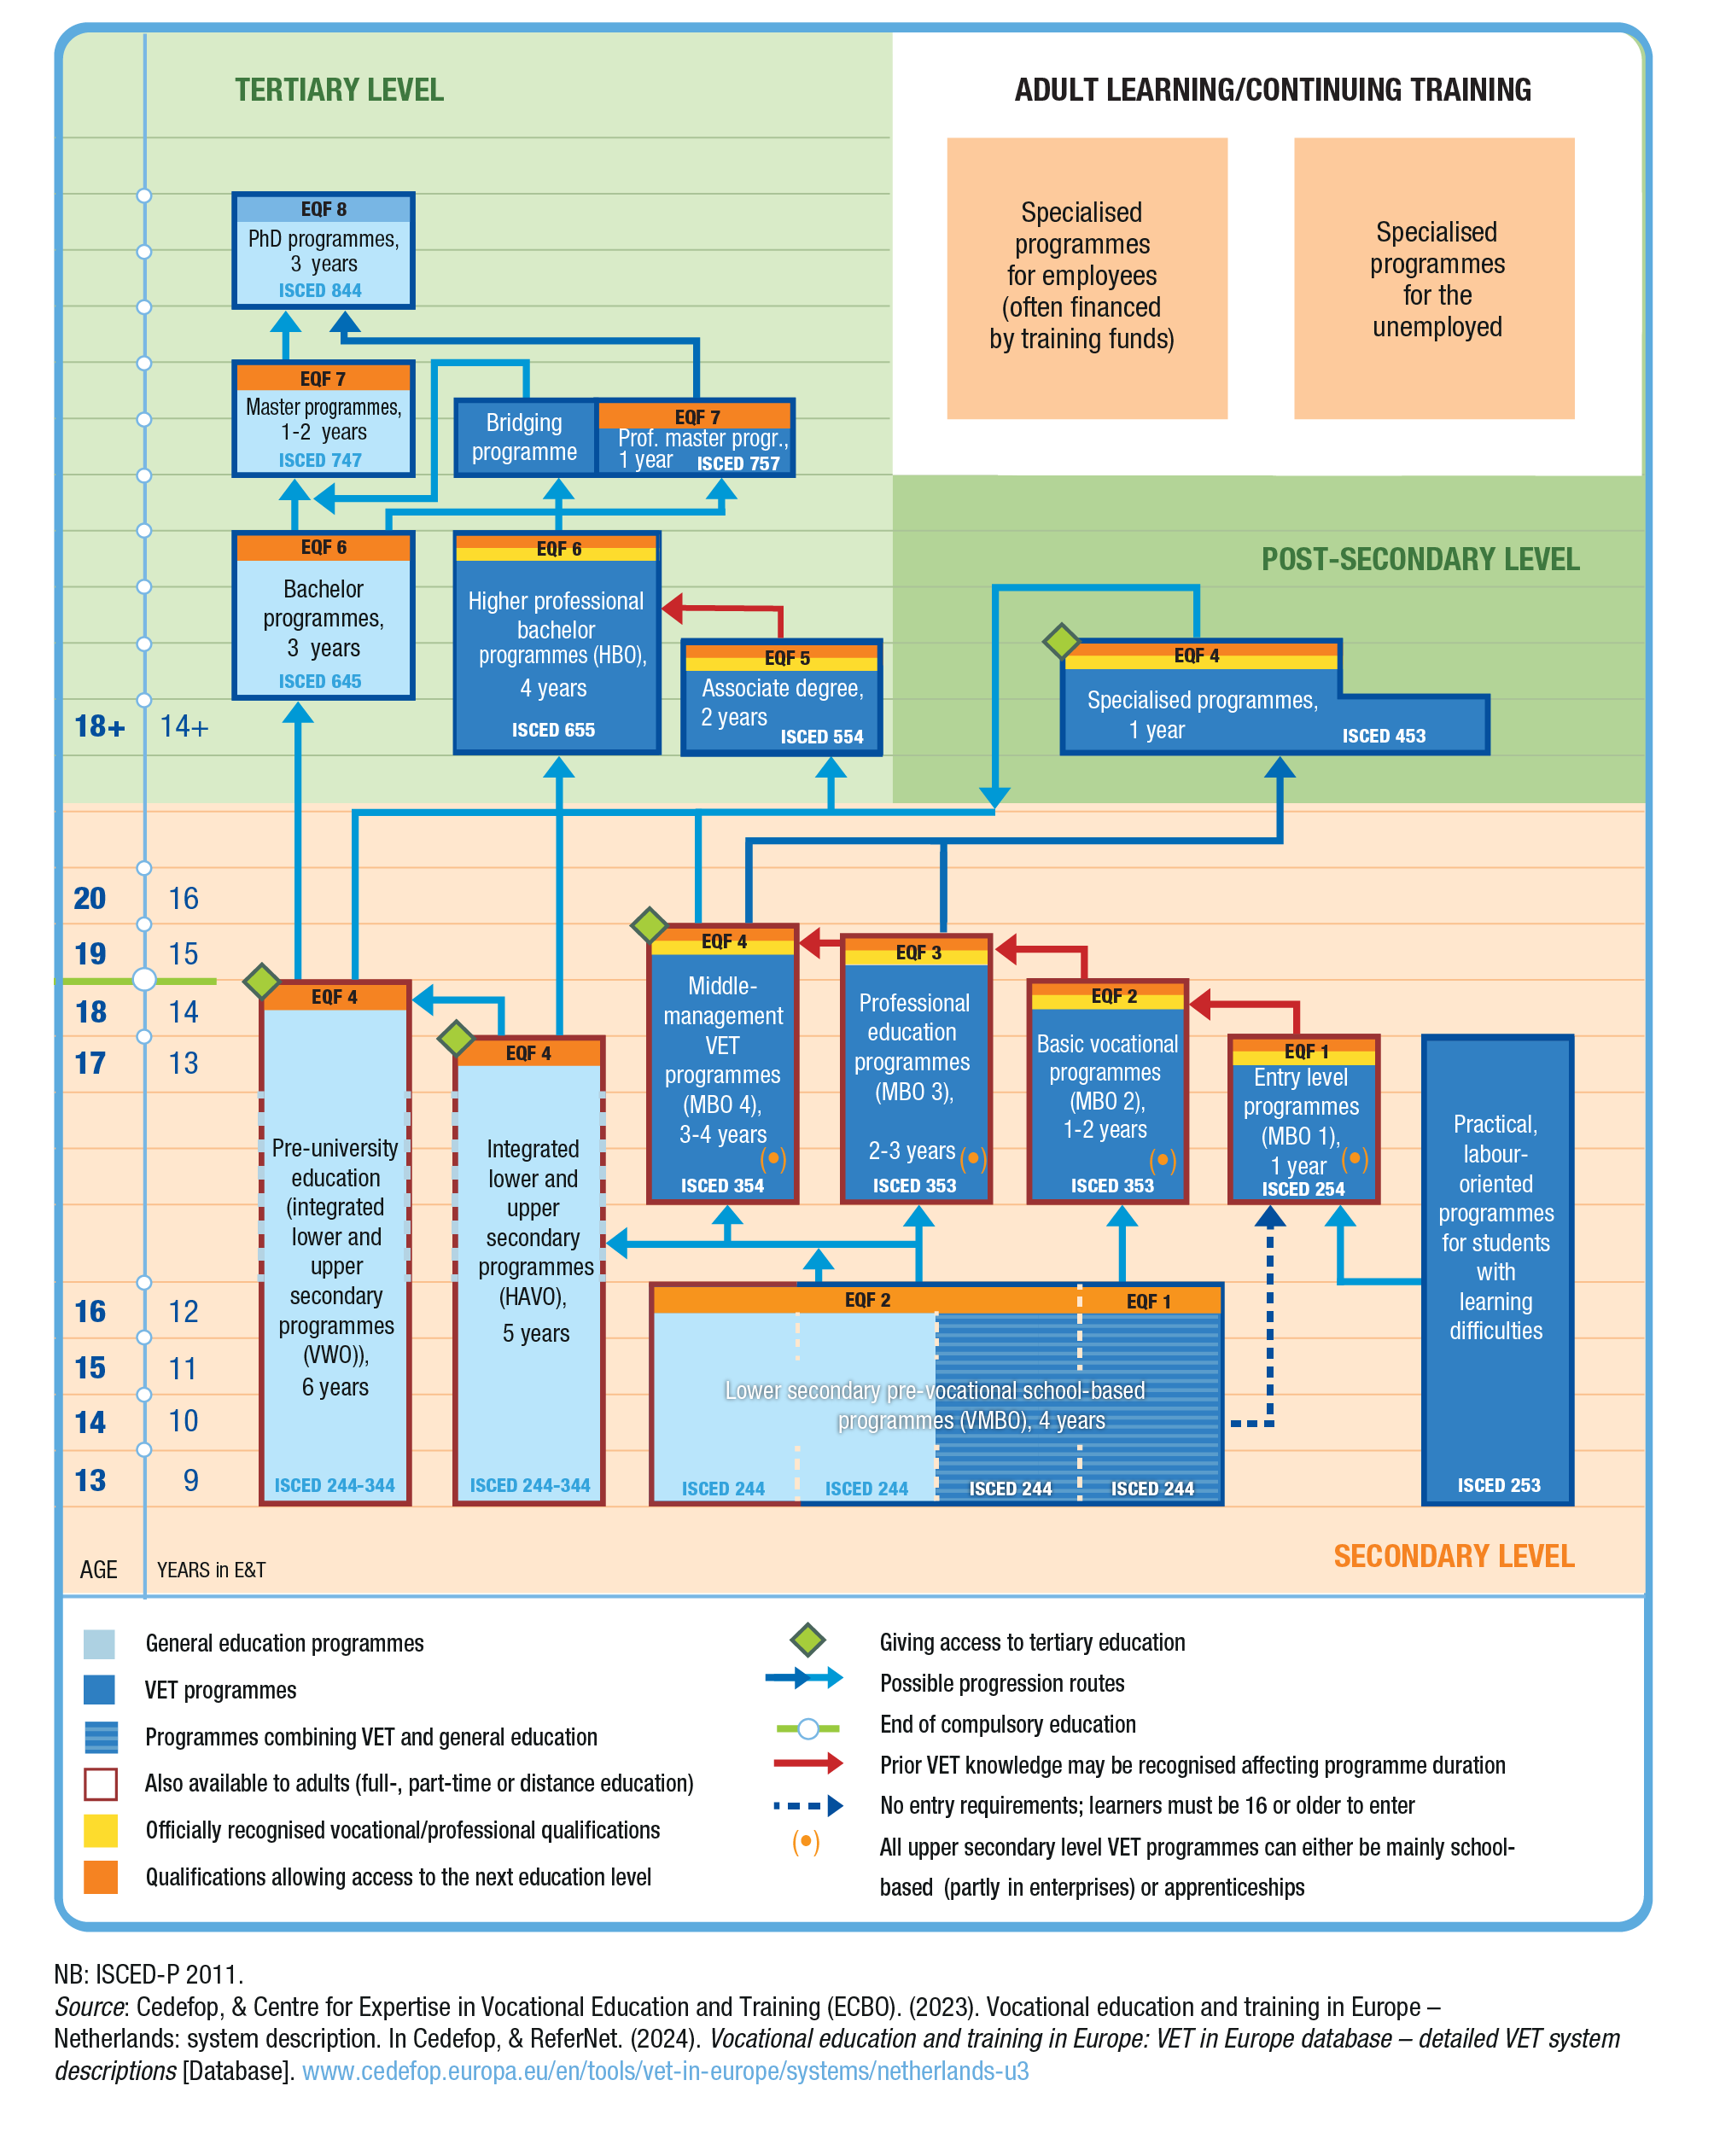 TERTIARY LEVEL
ADULT LEARNING/CONTINUING TRAINING
Specialised
programmes
for employees
(often financed
by training funds)
Specialised
programmes
for the
unemployed
EQF 8
PhD programmes,
3 years
ISCED 844
EQF 7
Master programmes,
1-2 years
ISCED 747
Bridging
programme
EQF 7
Prof. master progr.,
1 year ISCED 757
POST-SECONDARY LEVEL
EQF 6
Bachelor
programmes,
3 years
ISCED 645
EQF 6
Higher professional
bachelor
programmes (HBO),
4 years
ISCED 655
EQF 5
Associate degree,
2 years
ISCED 554
EQF 4
Specialised programmes,
1 year
ISCED 453
18+ 14+
20 16
19 15
18 14
17 13
16 12
15 11
14 10
13 9
AGE YEARS in E&T
EQF 4
Pre-university
education
(integrated
lower and
upper
secondary
programmes
(VWO)),
6 years
ISCED 244-344
EQF 4
Integrated
lower and
upper
secondary
programmes
(HAVO),
5 years
ISCED 244-344
EQF 4
Middle-
management
VET
programmes
(MBO 4),
3-4 years
(•)
ISCED 354
EQF 3
Professional
education
programmes
(MBO 3),
2-3 years (•)
ISCED 353
EQF 2
Basic vocational
programmes
(MBO 2),
1-2 years
(•)
ISCED 353
EQF 1
Entry level
programmes
(MBO 1),
1 year (•)
ISCED 254
Practical,
labour-
oriented
programmes
for students
with
learning
difficulties
ISCED 253
EQF 2 EQF 1
Lower secondary pre-vocational school-based
programmes (VMBO), 4 years
ISCED 244 ISCED 244 ISCED 244 ISCED 244
SECONDARY LEVEL
General education programmes
VET programmes
Programmes combining VET and general education
Also available to adults (full-, part-time or distance education)
Officially recognised vocational/professional qualifications
Qualifications allowing access to the next education level
Giving access to tertiary education
Possible progression routes
End of compulsory education
Prior VET knowledge may be recognised affecting programme duration
No entry requirements; learners must be 16 or older to enter
(•) All upper secondary level VET programmes can either be mainly school-
based (partly in enterprises) or apprenticeships
NB: ISCED-P 2011.
Source: Cedefop, & Centre for Expertise in Vocational Education and Training (ECBO). (2023). Vocational education and training in Europe –
Netherlands: system description. In Cedefop, & ReferNet. (2024). Vocational education and training in Europe: VET in Europe database – detailed VET system
descriptions [Database]. www.cedefop.europa.eu/en/tools/vet-in-europe/systems/netherlands-u3